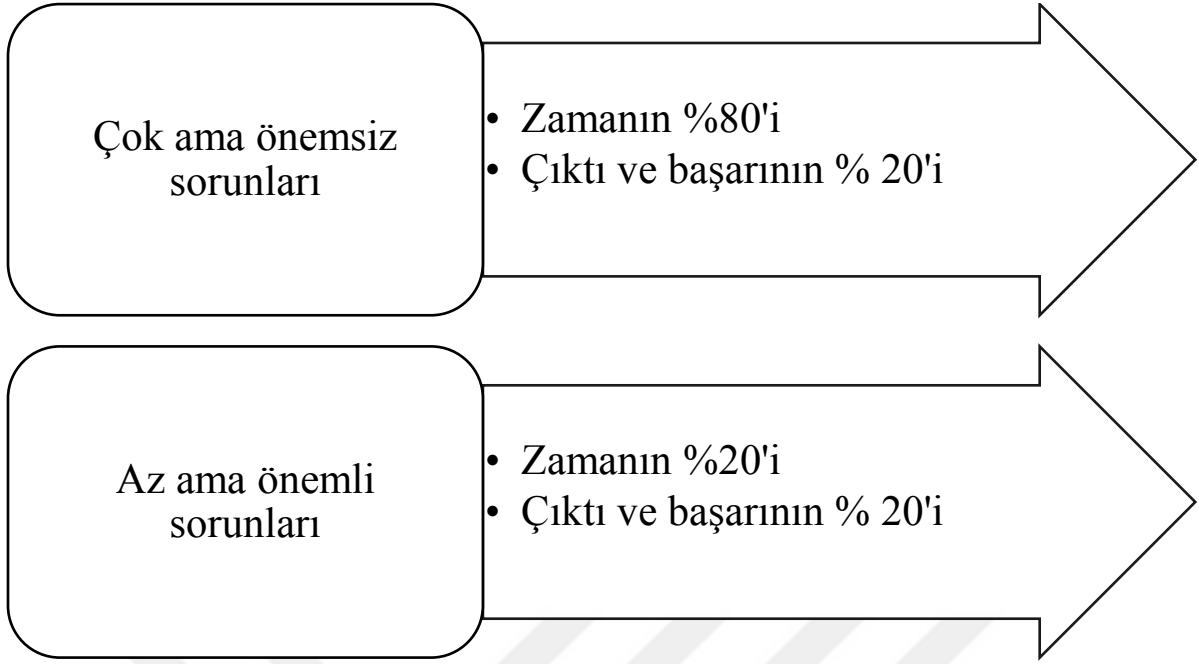 Çok ama önemsiz
sorunları
• Zamanın %80'i
• Çıktı ve başarının % 20'i
Az ama önemli
sorunları
• Zamanın %20'i
• Çıktı ve başarının % 20'i